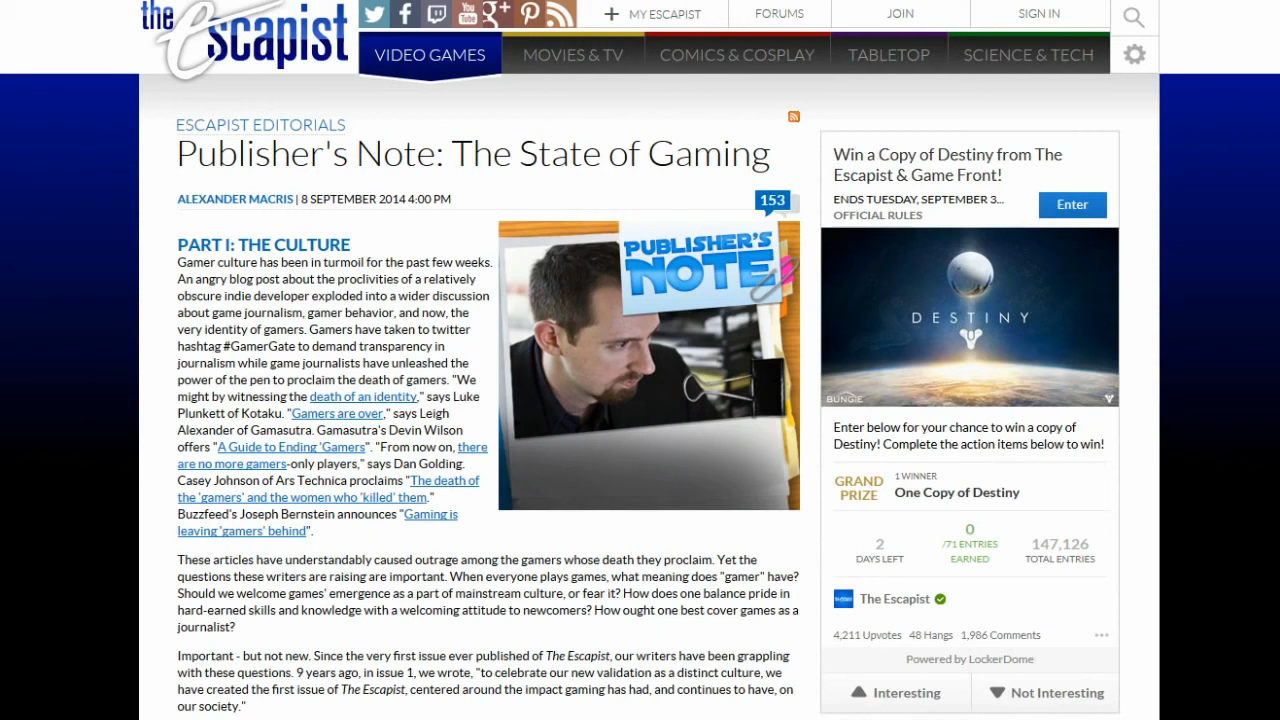 the escapist
MY ESCAPIST
FORUMS
JOIN
SIGN IN
VIDEO GAMES
MOVIES & TV
COMICS & COSPLAY
TABLETOP
SCIENCE & TECH
ESCAPIST EDITORIALS
Publisher's Note: The State of Gaming
ALEXANDER MACRIS | 8 SEPTEMBER 2014 4:00 PM
153
PUBLISHER'S
NOTE
PART I: THE CULTURE
Gamer culture has been in turmoil for the past few weeks.
An angry blog post about the proclivities of a relatively
obscure indie developer exploded into a wider discussion
about game journalism, gamer behavior, and now, the
very identity of gamers. Gamers have taken to twitter
hashtag #GamerGate to demand transparency in
journalism while game journalists have unleashed the
power of the pen to proclaim the death of gamers. "We
might by witnessing the death of an identity," says Luke
Plunkett of Kotaku. "Gamers are over," says Leigh
Alexander of Gamasutra. Gamasutra's Devin Wilson
offers "A Guide to Ending 'Gamers". "From now on, there
are no more gamers-only players," says Dan Golding.
Casey Johnson of Ars Technica proclaims "The death of
the 'gamers' and the women who 'killed' them."
Buzzfeed's Joseph Bernstein announces "Gaming is
leaving 'gamers' behind".
These articles have understandably caused outrage among the gamers whose death they proclaim. Yet the
questions these writers are raising are important. When everyone plays games, what meaning does "gamer" have?
Should we welcome games' emergence as a part of mainstream culture, or fear it? How does one balance pride in
hard-earned skills and knowledge with a welcoming attitude to newcomers? How ought one best cover games as a
journalist?
Important - but not new. Since the very first issue ever published of The Escapist, our writers have been grappling
with these questions. 9 years ago, in issue 1, we wrote, "to celebrate our new validation as a distinct culture, we
have created the first issue of The Escapist, centered around the impact gaming has had, and continues to have, on
our society."
Win a Copy of Destiny from The
Escapist & Game Front!
ENDS TUESDAY, SEPTEMBER 3...
OFFICIAL RULES
Enter
DESTINY
BUNGIE
Enter below for your chance to win a copy of
Destiny! Complete the action items below to win!
GRAND
PRIZE
1 WINNER
One Copy of Destiny
2
DAYS LEFT
0
/71 ENTRIES
EARNED
147,126
TOTAL ENTRIES
The Escapist
4,211 Upvotes 48 Hangs 1,986 Comments
Powered by LockerDome
Interesting
Not Interesting